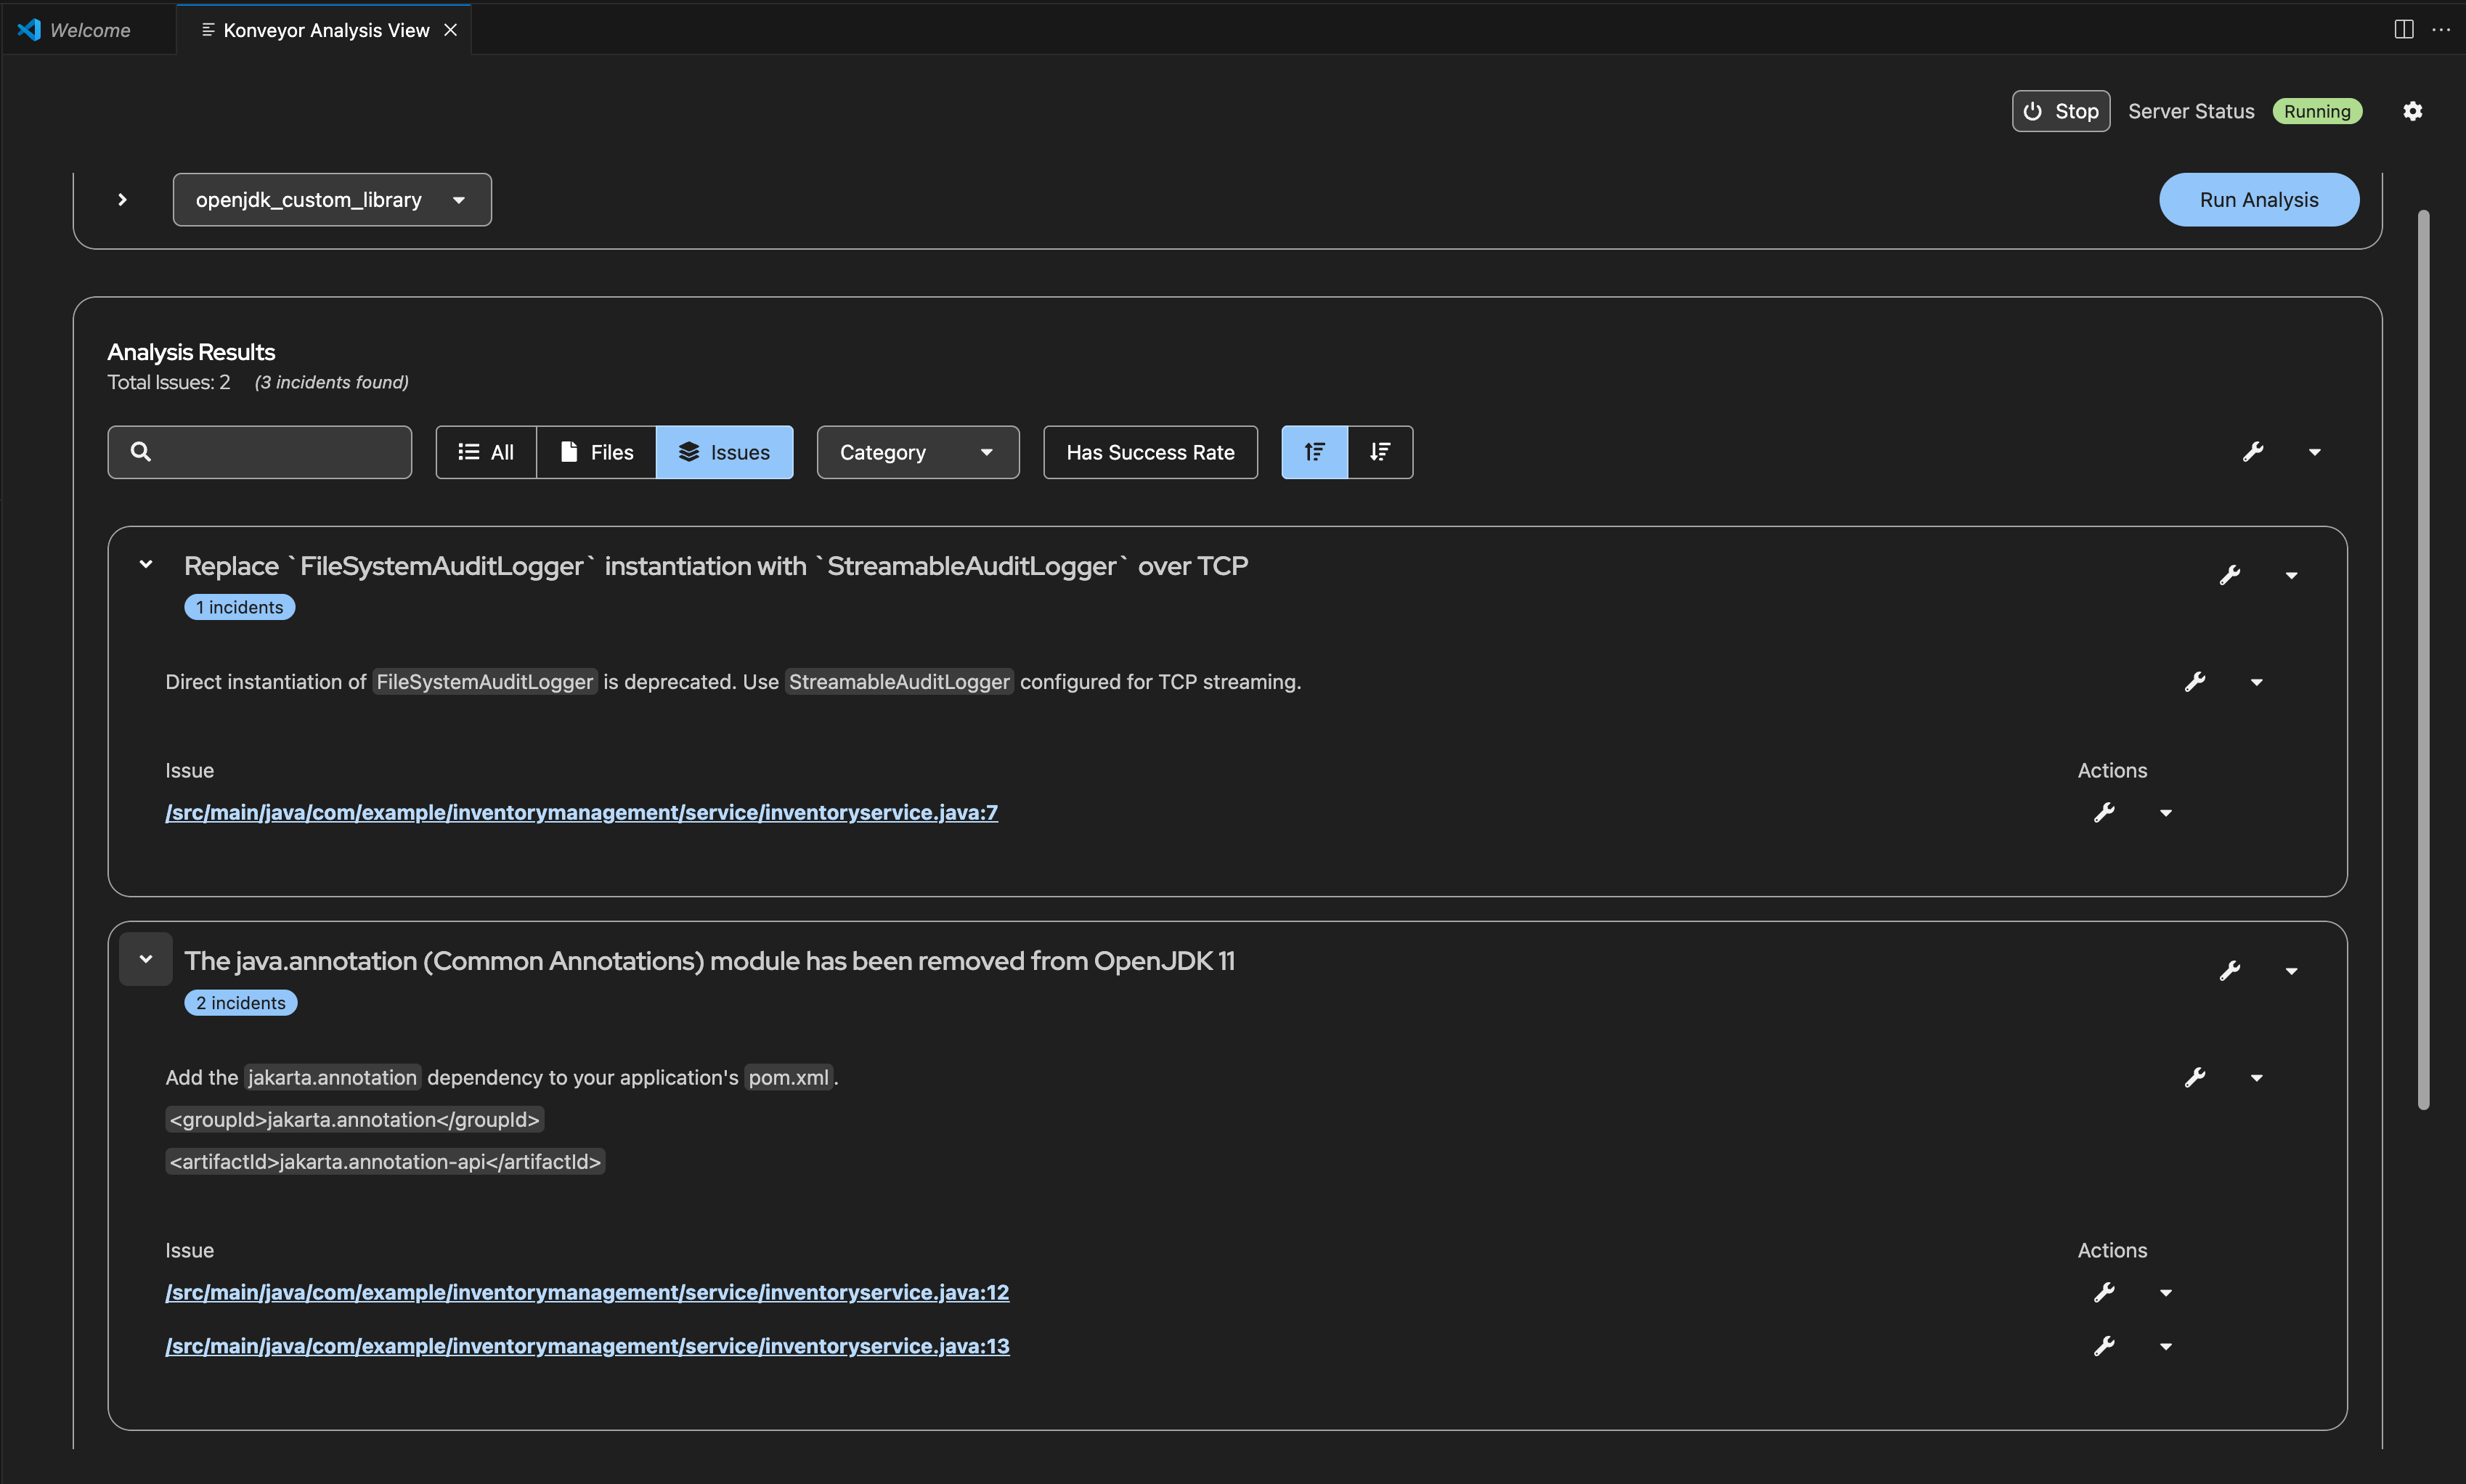 Welcome
Konveyor Analysis View
Stop
Server Status
Running
openjdk_custom_library
Run Analysis
Analysis Results
Total Issues: 2 (3 incidents found)
All
Files
Issues
Category
Has Success Rate
Replace `FileSystemAuditLogger` instantiation with `StreamableAuditLogger` over TCP
1 incidents
Direct instantiation of FileSystemAuditLogger is deprecated. Use StreamableAuditLogger configured for TCP streaming.
Issue
Actions
/src/main/java/com/example/inventorymanagement/service/inventoryservice.java:7
The java.annotation (Common Annotations) module has been removed from OpenJDK 11
2 incidents
Add the jakarta.annotation dependency to your application's pom.xml.
<groupId>jakarta.annotation</groupId>
<artifactId>jakarta.annotation-api</artifactId>
Issue
Actions
/src/main/java/com/example/inventorymanagement/service/inventoryservice.java:12
/src/main/java/com/example/inventorymanagement/service/inventoryservice.java:13